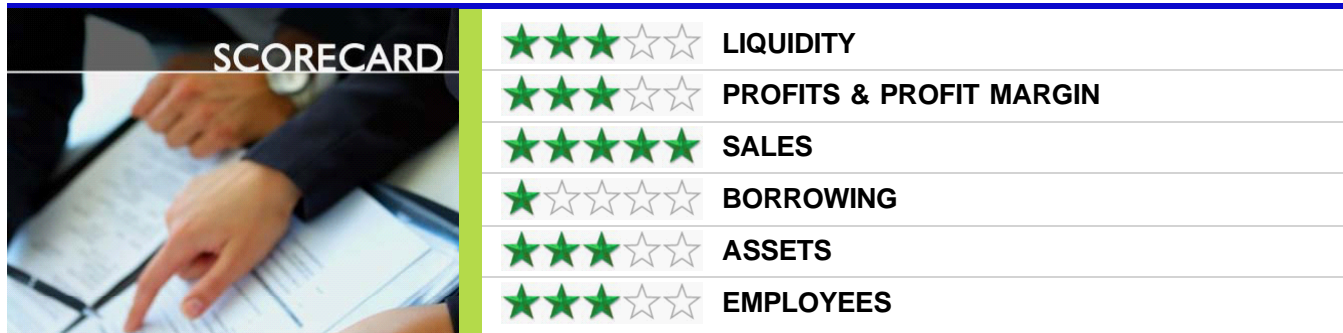 SCORECARD
LIQUIDITY
PROFITS & PROFIT MARGIN
SALES
BORROWING
ASSETS
EMPLOYEES